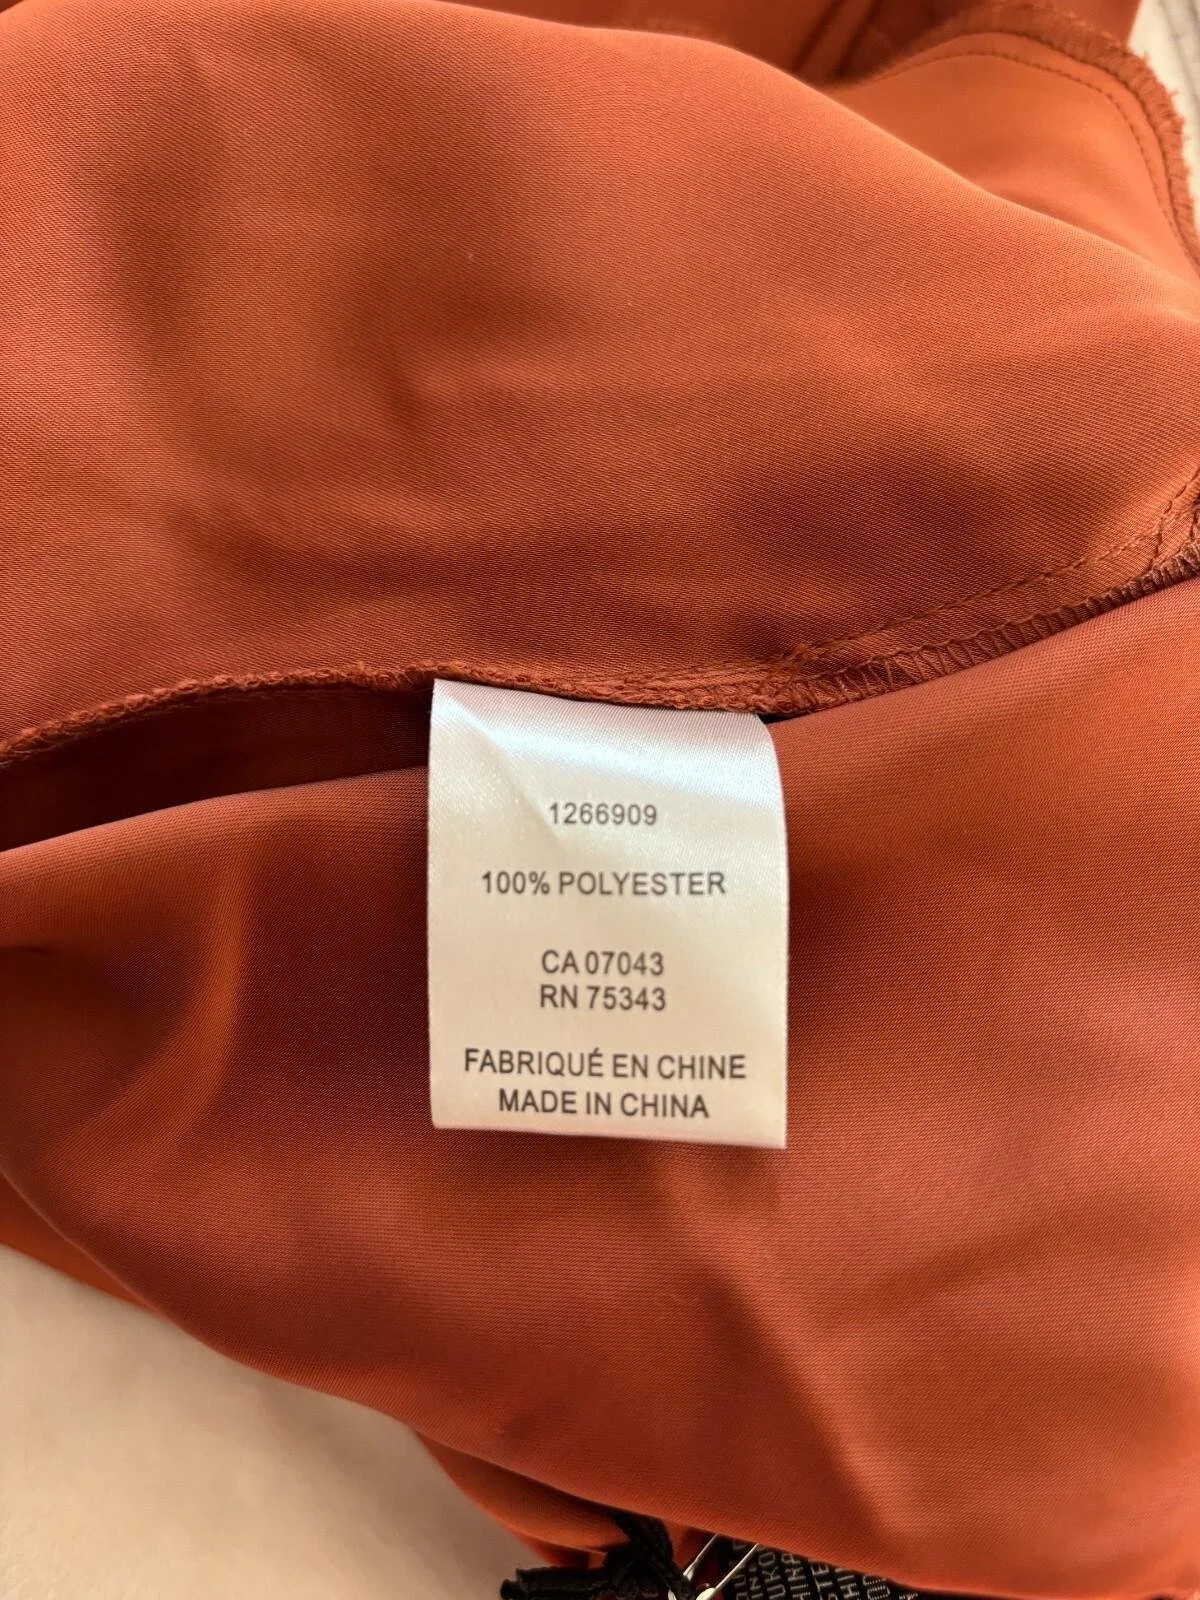 1266909
100% POLYESTER
CA 07043
RN 75343
FABRIQUÉ EN CHINE
MADE IN CHINA